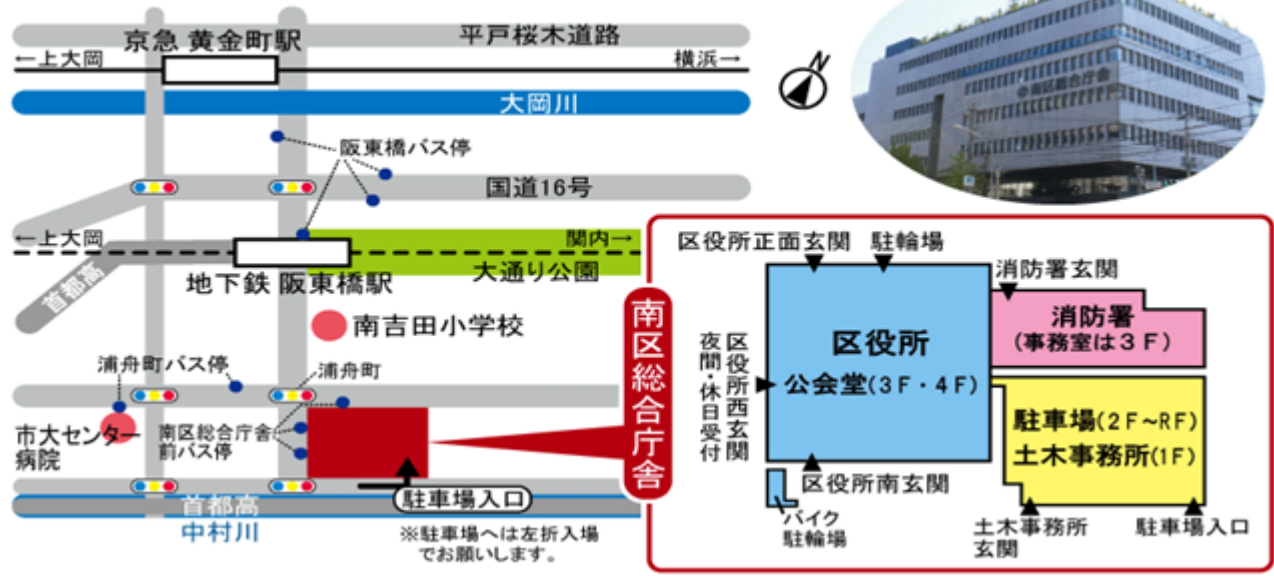 平戸桜木道路
京急 黄金町駅
←上大岡
横浜→
大岡川
阪東橋バス停
国道16号
←上大岡
関内→
首都高
地下鉄 阪東橋駅
大通り公園
南吉田小学校
浦舟町バス停
浦舟町
市大センター
病院
南区総合庁舎
前バス停
駐車場入口
首都高
中村川
※駐車場へは左折入場
でお願いします。
N
南区総合庁舎
南区総合庁舎
区役所正面玄関
駐輪場
消防署玄関
区役所
公会堂(3F・4F)
消防署
(事務室は3F)
区役所西玄関
夜間・休日受付
駐車場(2F~RF)
土木事務所(1F)
区役所南玄関
バイク
駐輪場
土木事務所
玄関
駐車場入口